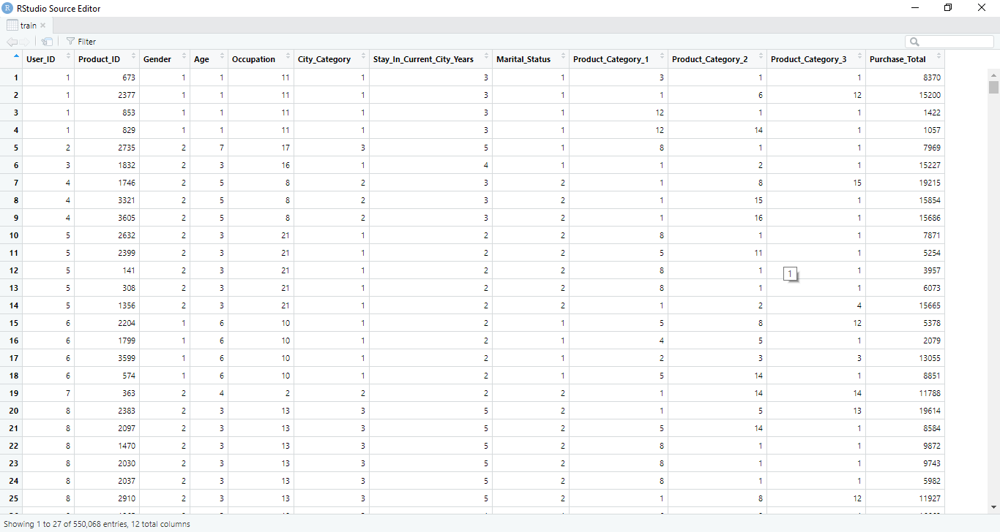 RStudio Source Editor
train
Filter
User_ID Product_ID Gender Age Occupation City_Category Stay_In_Current_City_Years Marital_Status Product_Category_1 Product_Category_2 Product_Category_3 Purchase_Total
1 1 673 1 1 11 1 3 1 3 1 1 8370
2 1 2377 1 1 11 1 3 1 1 6 12 15200
3 1 853 1 1 11 1 3 1 12 1 1 1422
4 1 829 1 1 11 1 3 1 12 14 1 1057
5 2 2735 2 7 17 3 5 1 8 1 1 7969
6 3 1832 2 3 16 1 4 1 1 2 1 15227
7 4 1746 2 5 8 2 3 2 1 8 15 19215
8 4 3321 2 5 8 2 3 2 1 15 1 15854
9 4 3605 2 5 8 2 3 2 1 16 1 15686
10 5 2632 2 3 21 1 2 2 8 1 1 7871
11 5 2399 2 3 21 1 2 2 5 11 1 5254
12 5 141 2 3 21 1 2 2 8 1 1 3957
1
13 5 308 2 3 21 1 2 2 8 1 1 6073
14 5 1356 2 3 21 1 2 2 1 2 4 15665
15 6 2204 1 6 10 1 2 1 5 8 12 5378
16 6 1799 1 6 10 1 2 1 4 5 1 2079
17 6 3599 1 6 10 1 2 1 2 3 3 13055
18 6 574 1 6 10 1 2 1 5 14 1 8851
19 7 363 2 4 2 2 2 2 1 14 14 11788
20 8 2383 2 3 13 3 5 2 1 5 13 19614
21 8 2097 2 3 13 3 5 2 5 14 1 8584
22 8 1470 2 3 13 3 5 2 8 1 1 9872
23 8 2030 2 3 13 3 5 2 8 1 1 9743
24 8 2037 2 3 13 3 5 2 8 1 1 5982
25 8 2910 2 3 13 3 5 2 1 8 12 11927
Showing 1 to 27 of 550,068 entries, 12 total columns